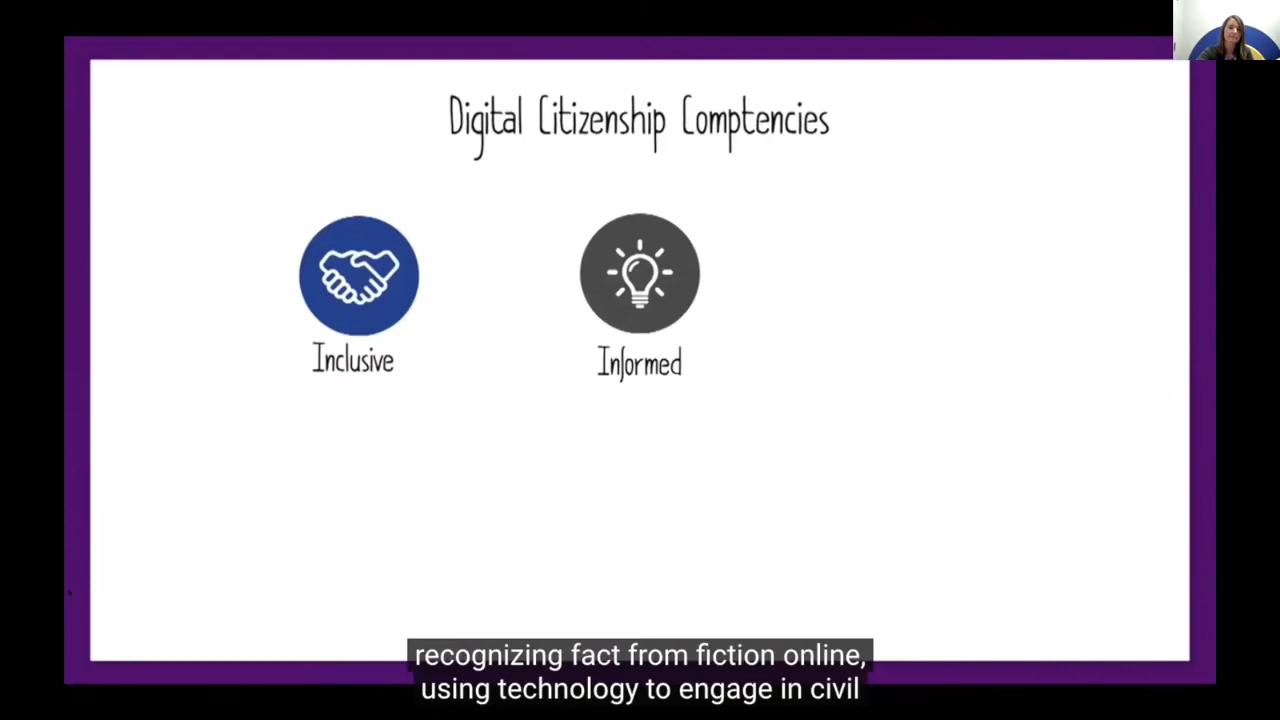 Digital Citizenship Comptencies
Inclusive
Informed
recognizing fact from fiction online,
using technology to engage in civil